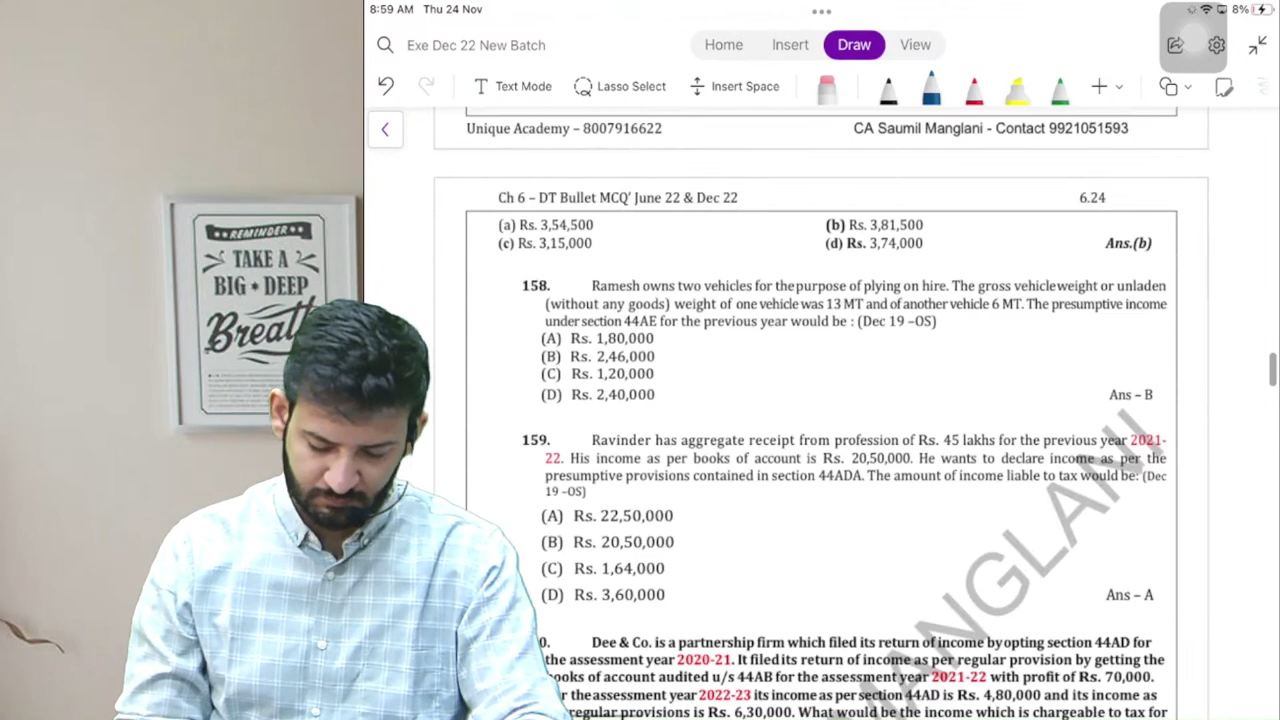 8:59 AM Thu 24 Nov
8%
Exe Dec 22 New Batch
Home Insert Draw View
Text Mode Lasso Select Insert Space
Unique Academy – 8007916622 CA Saumil Manglani - Contact 9921051593
Ch 6 – DT Bullet MCQ' June 22 & Dec 22 6.24
(a) Rs. 3,54,500 (b) Rs. 3,81,500
(c) Rs. 3,15,000 (d) Rs. 3,74,000 Ans.(b)
158. Ramesh owns two vehicles for the purpose of plying on hire. The gross vehicle weight or unladen
(without any goods) weight of one vehicle was 13 MT and of another vehicle 6 MT. The presumptive income
under section 44AE for the previous year would be : (Dec 19 –OS)
(A) Rs. 1,80,000
(B) Rs. 2,46,000
(C) Rs. 1,20,000
(D) Rs. 2,40,000 Ans – B
159. Ravinder has aggregate receipt from profession of Rs. 45 lakhs for the previous year 2021-
22. His income as per books of account is Rs. 20,50,000. He wants to declare income as per the
presumptive provisions contained in section 44ADA. The amount of income liable to tax would be: (Dec
19 –OS)
(A) Rs. 22,50,000
(B) Rs. 20,50,000
(C) Rs. 1,64,000
(D) Rs. 3,60,000 Ans – A
0. Dee & Co. is a partnership firm which filed its return of income by opting section 44AD for
the assessment year 2020-21. It filed its return of income as per regular provision by getting the
ooks of account audited u/s 44AB for the assessment year 2021-22 with profit of Rs. 70,000.
r the assessment year 2022-23 its income as per section 44AD is Rs. 4,80,000 and its income as
regular provisions is Rs. 6,30,000. What would be the income which is chargeable to tax for
MANGLANI
REMINDER
TAKE A
BIG DEEP
Breath